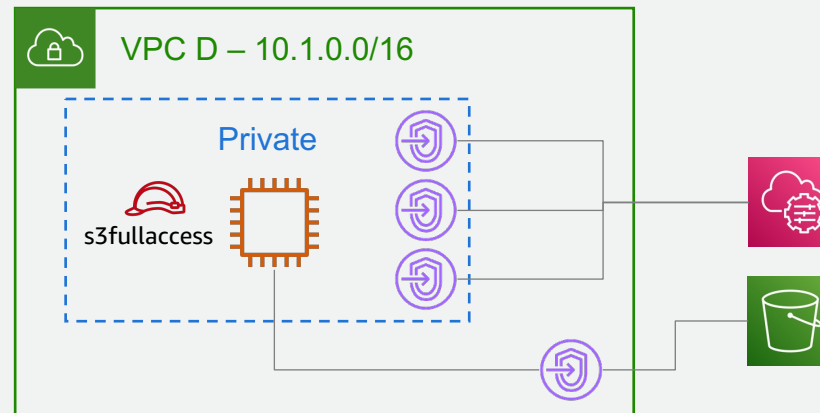 VPC D – 10.1.0.0/16
Private
s3fullaccess